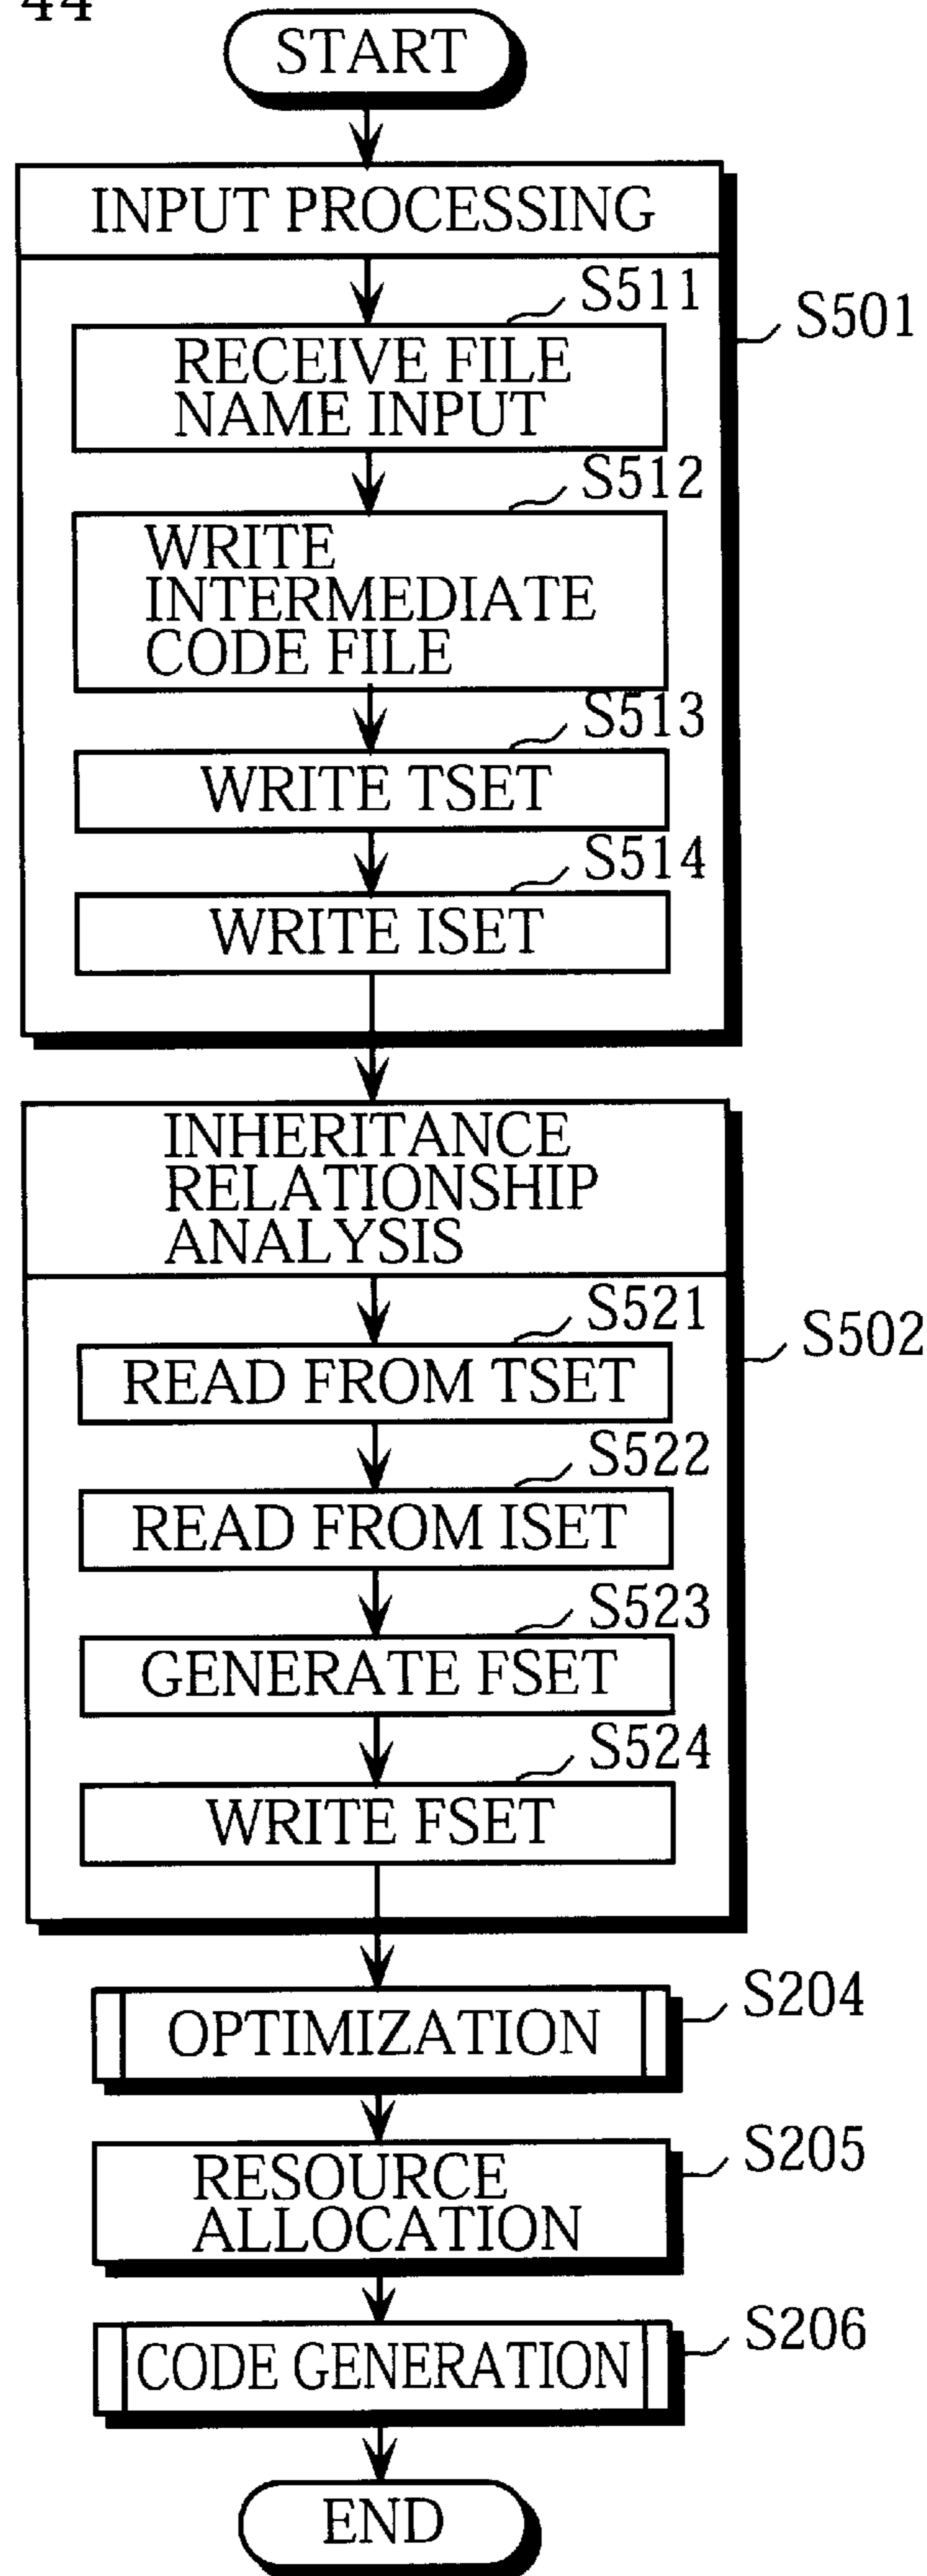 44
START
INPUT PROCESSING
S511
S501
RECEIVE FILE
NAME INPUT
S512
WRITE
INTERMEDIATE
CODE FILE
S513
WRITE TSET
S514
WRITE ISET
INHERITANCE
RELATIONSHIP
ANALYSIS
S521
S502
READ FROM TSET
S522
READ FROM ISET
S523
GENERATE FSET
S524
WRITE FSET
S204
OPTIMIZATION
S205
RESOURCE
ALLOCATION
S206
CODE GENERATION
END